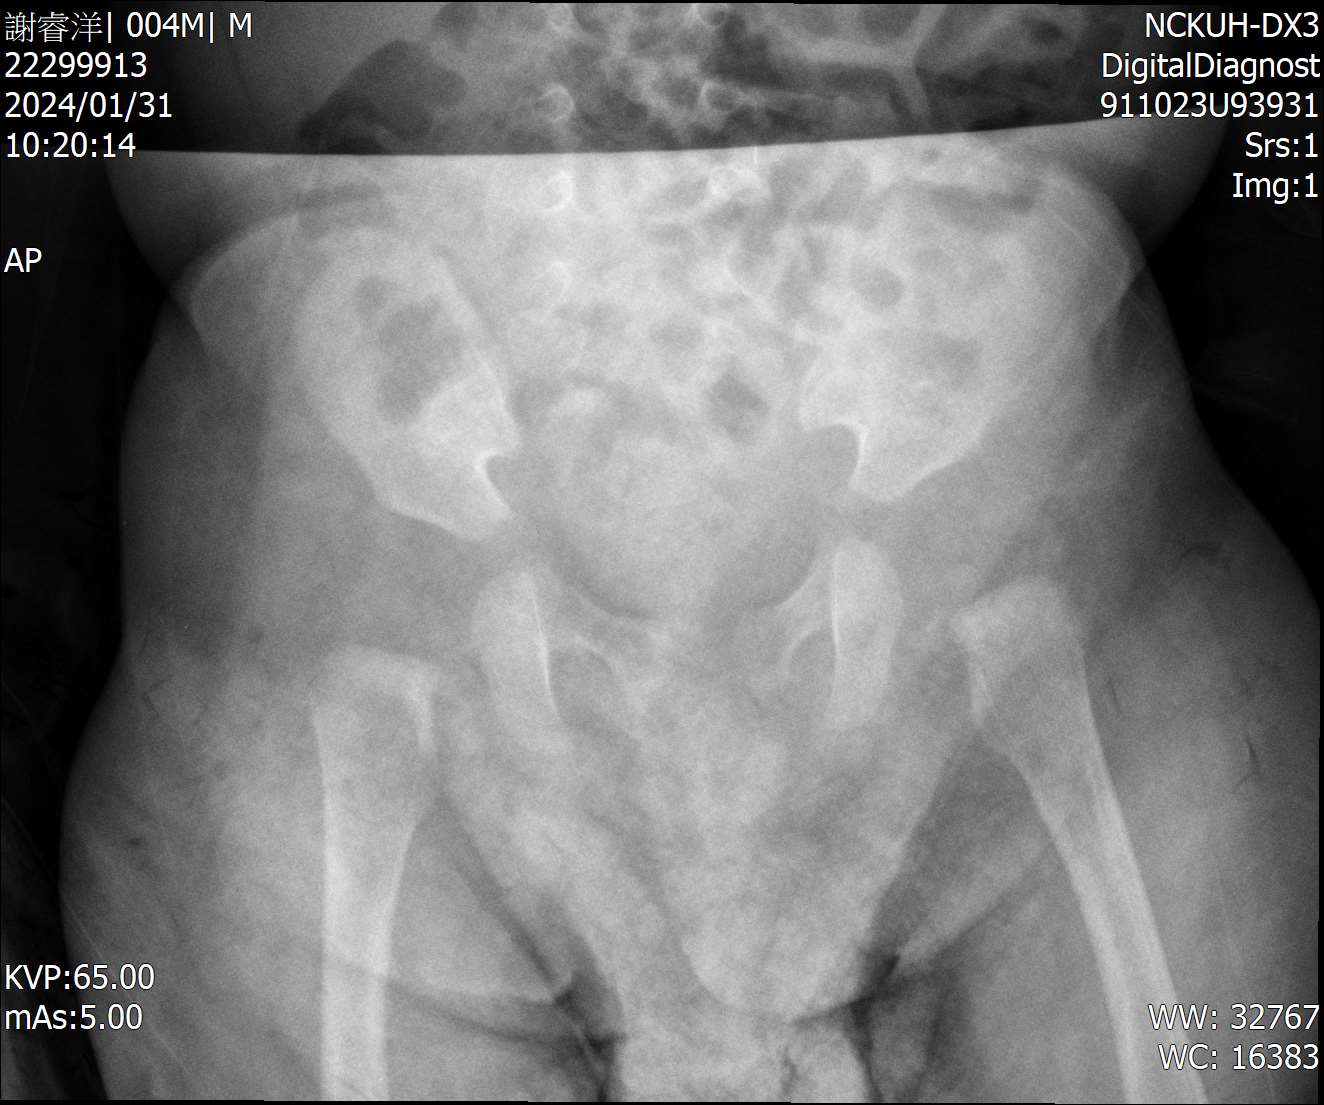 謝睿洋| 004M| M
22299913
2024/01/31
10:20:14
AP
NCKUH-DX3
DigitalDiagnost
911023U93931
Srs:1
Img:1
KVP:65.00
mAs:5.00
WW: 32767
WC: 16383